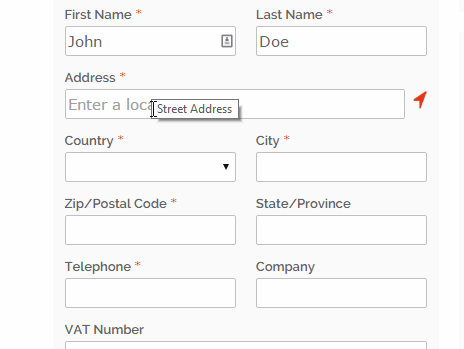 First Name * Last Name *
John Doe
Address *
Enter a loc Street Address
Country * City *
Zip/Postal Code * State/Province
Telephone * Company
VAT Number